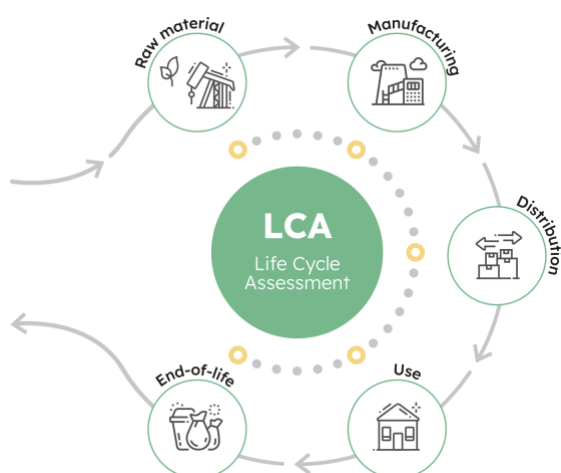 Raw material
Manufacturing
Distribution
LCA
Life Cycle
Assessment
Use
End-of-life